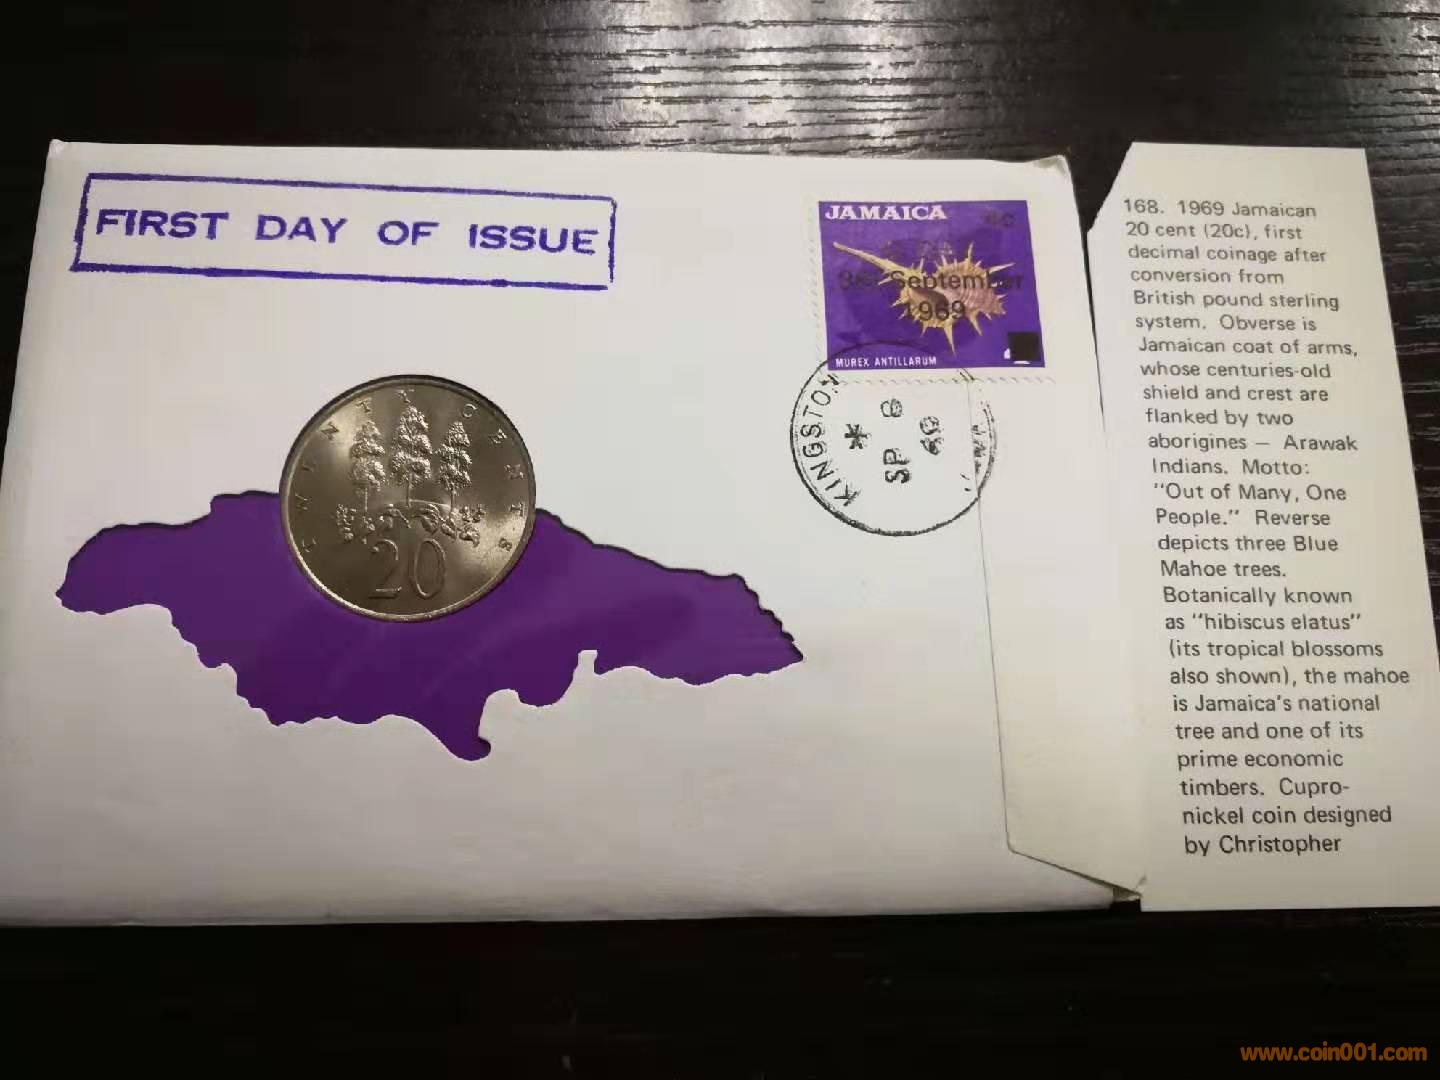 FIRST DAY OF ISSUE
JAMAICA
September
1969
MUREX ANTILLARUM
KINGSTON
SP 8
69
TWENTY CENTS
20
168. 1969 Jamaican
20 cent (20c), first
decimal coinage after
conversion from
British pound sterling
system. Obverse is
Jamaican coat of arms,
whose centuries-old
shield and crest are
flanked by two
aborigines — Arawak
Indians. Motto:
"Out of Many, One
People." Reverse
depicts three Blue
Mahoe trees.
Botanically known
as "hibiscus elatus"
(its tropical blossoms
also shown), the mahoe
is Jamaica's national
tree and one of its
prime economic
timbers. Cupro-
nickel coin designed
by Christopher
www.coin001.com